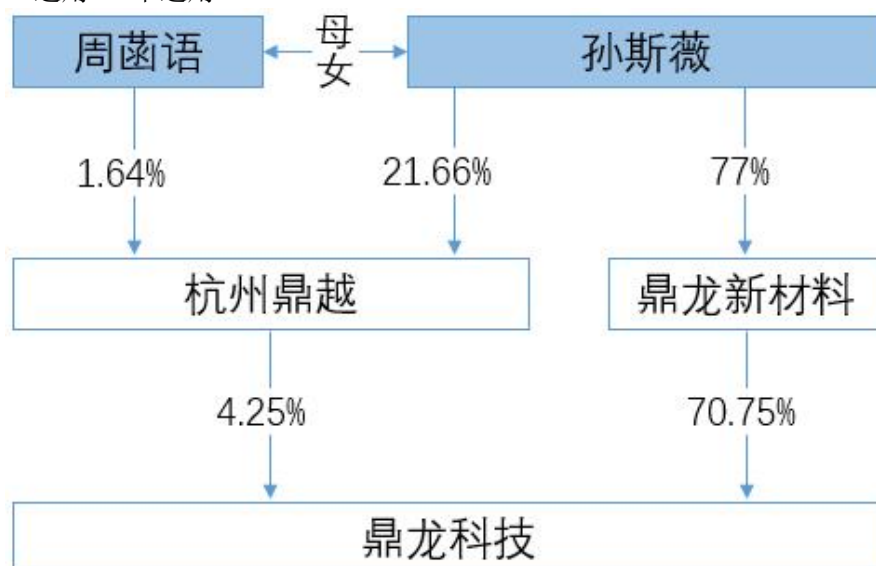 周菡语
母女
孙斯薇
1.64%
21.66%
77%
杭州鼎越
鼎龙新材料
4.25%
70.75%
鼎龙科技